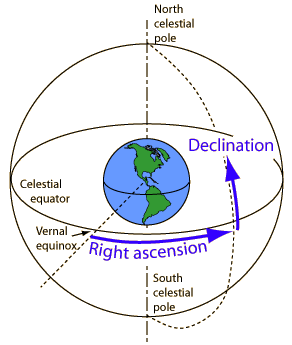 North
celestial
pole
Declination
Celestial
equator
Vernal
equinox
Right ascension
South
celestial
pole